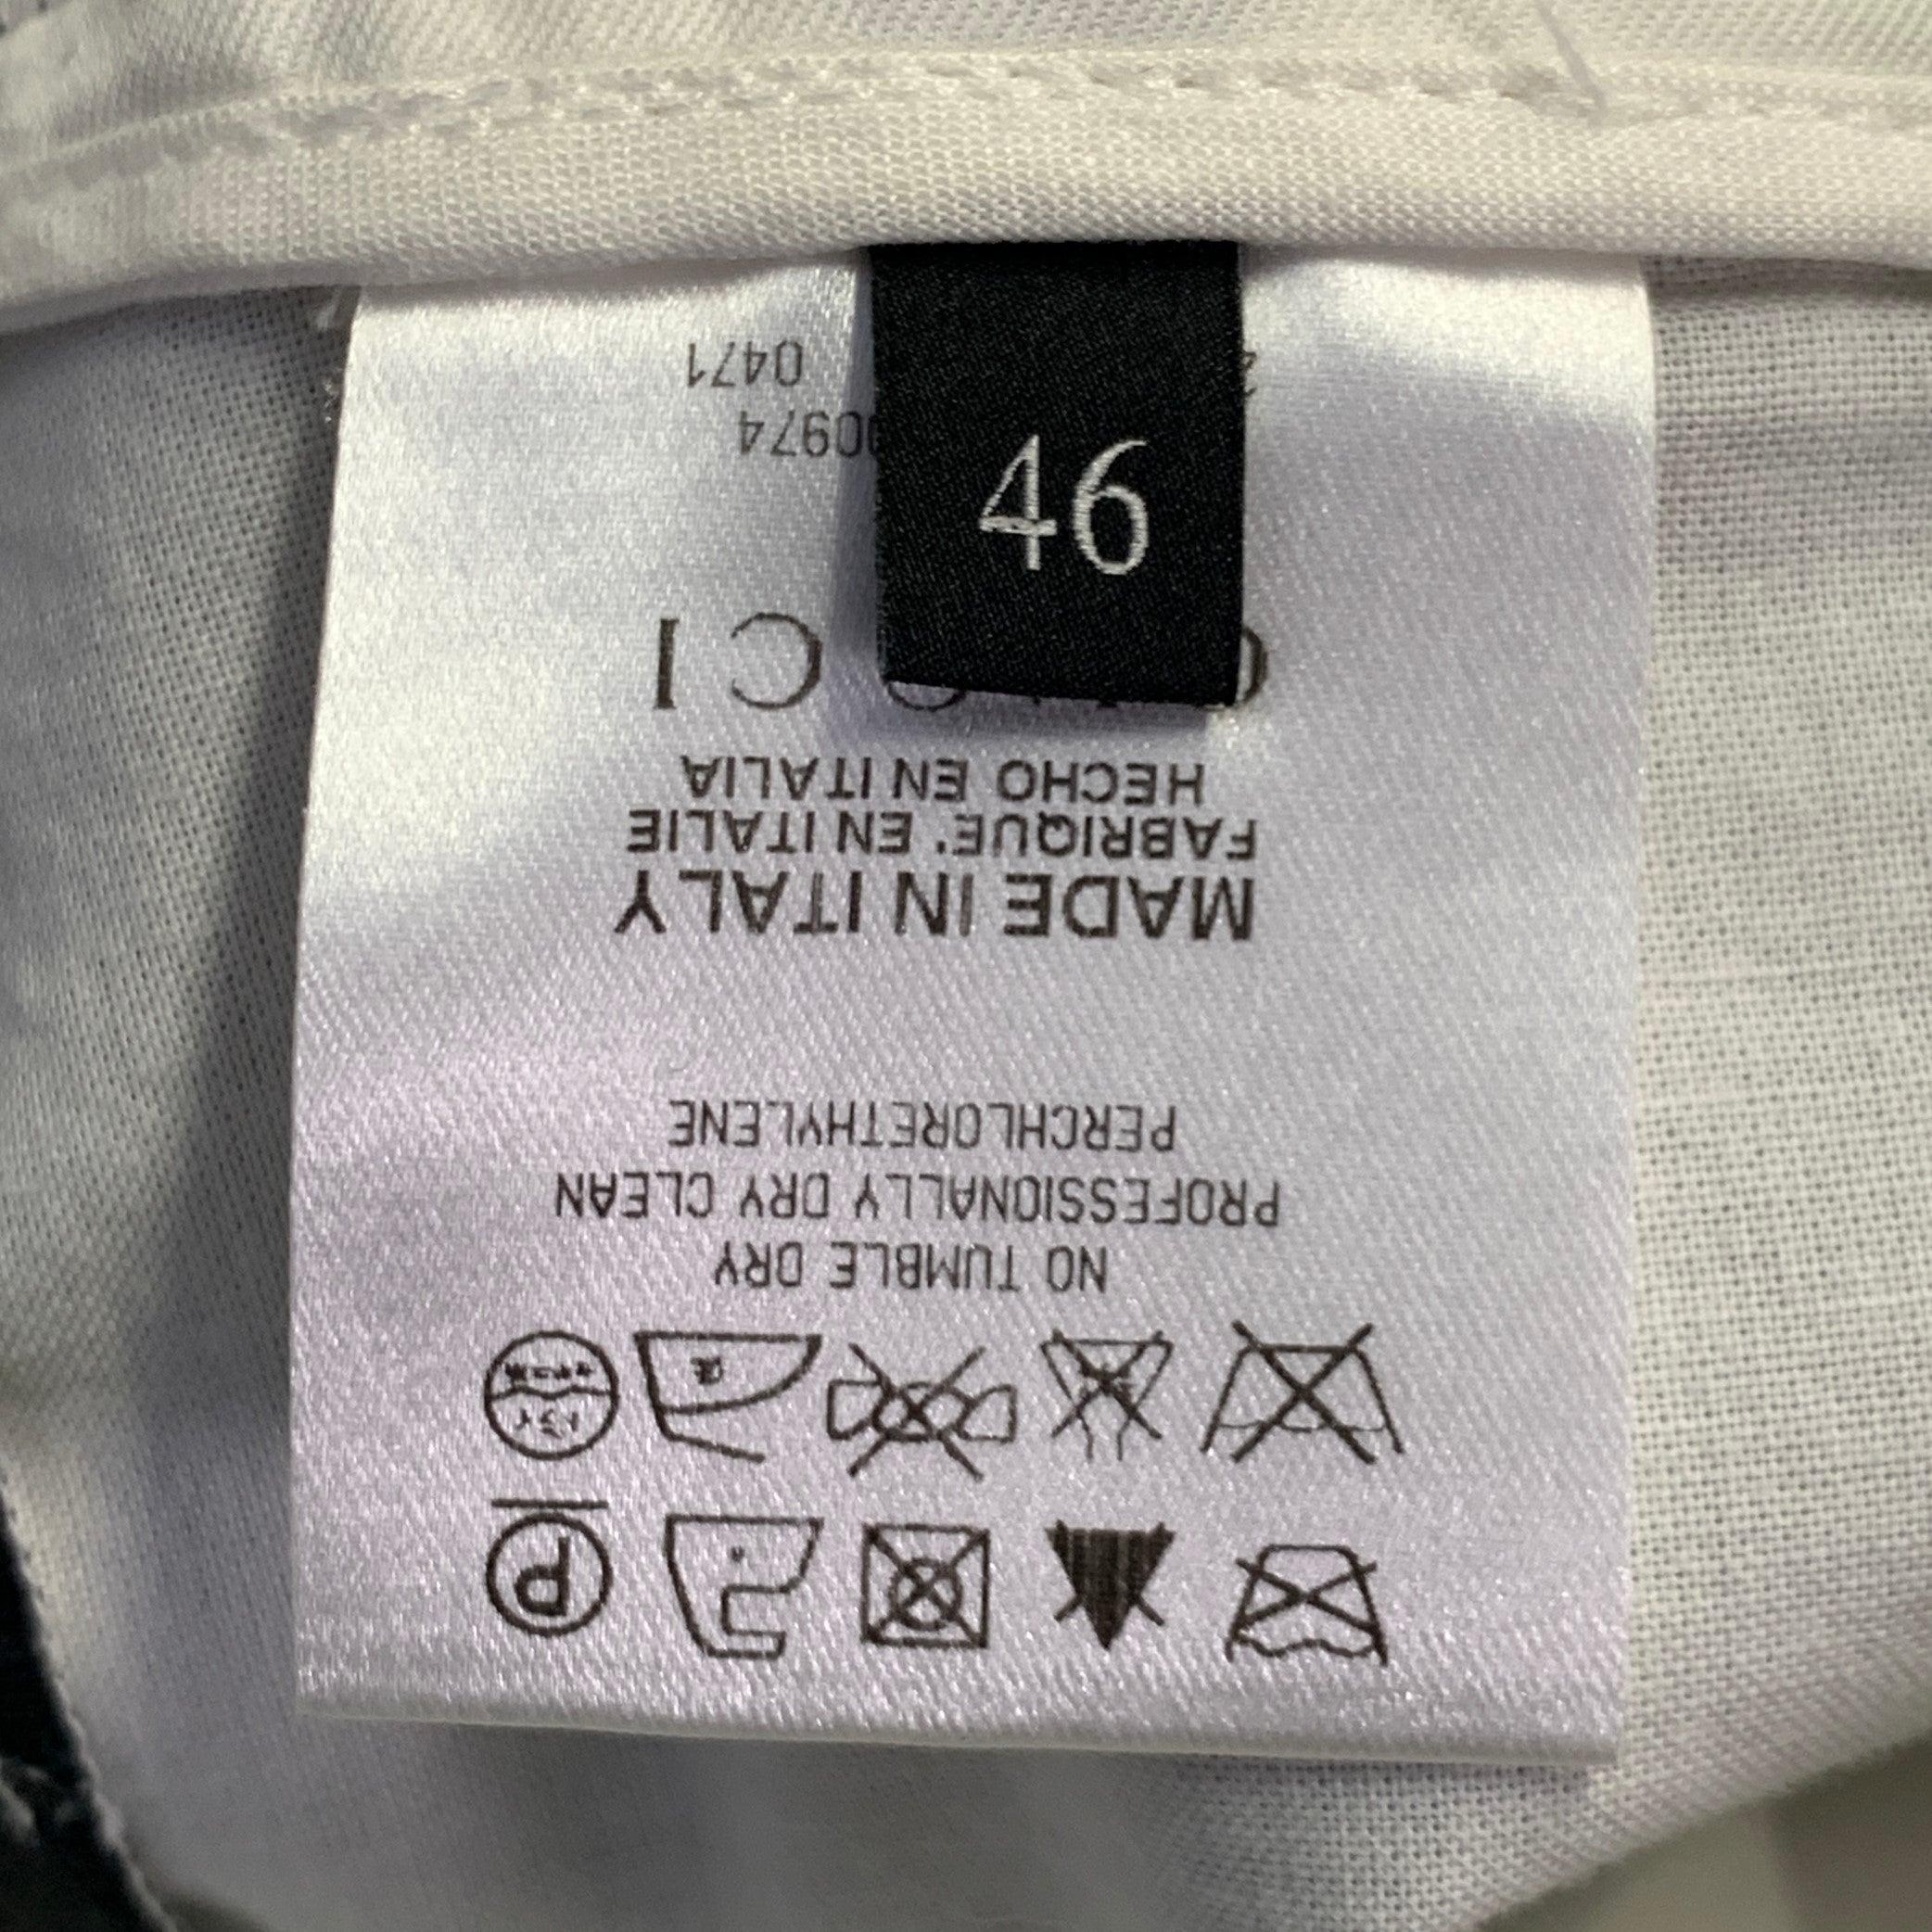 46
NO TUMBLE DRY
PROFESSIONALLY DRY CLEAN
PERCHLORETHYLENE
MADE IN ITALY
FABRIQUE' EN ITALIE
HECHO EN ITALIA
0471
P